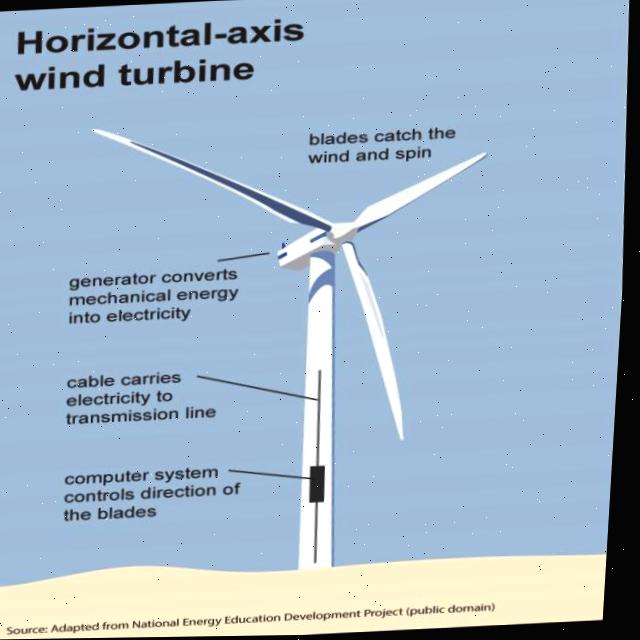 Horizontal-axis
wind turbine
blades catch the
wind and spin
generator converts
mechanical energy
into electricity
cable carries
electricity to
transmission line
computer system
controls direction of
the blades
Source: Adapted from National Energy Education Development Project (public domain)